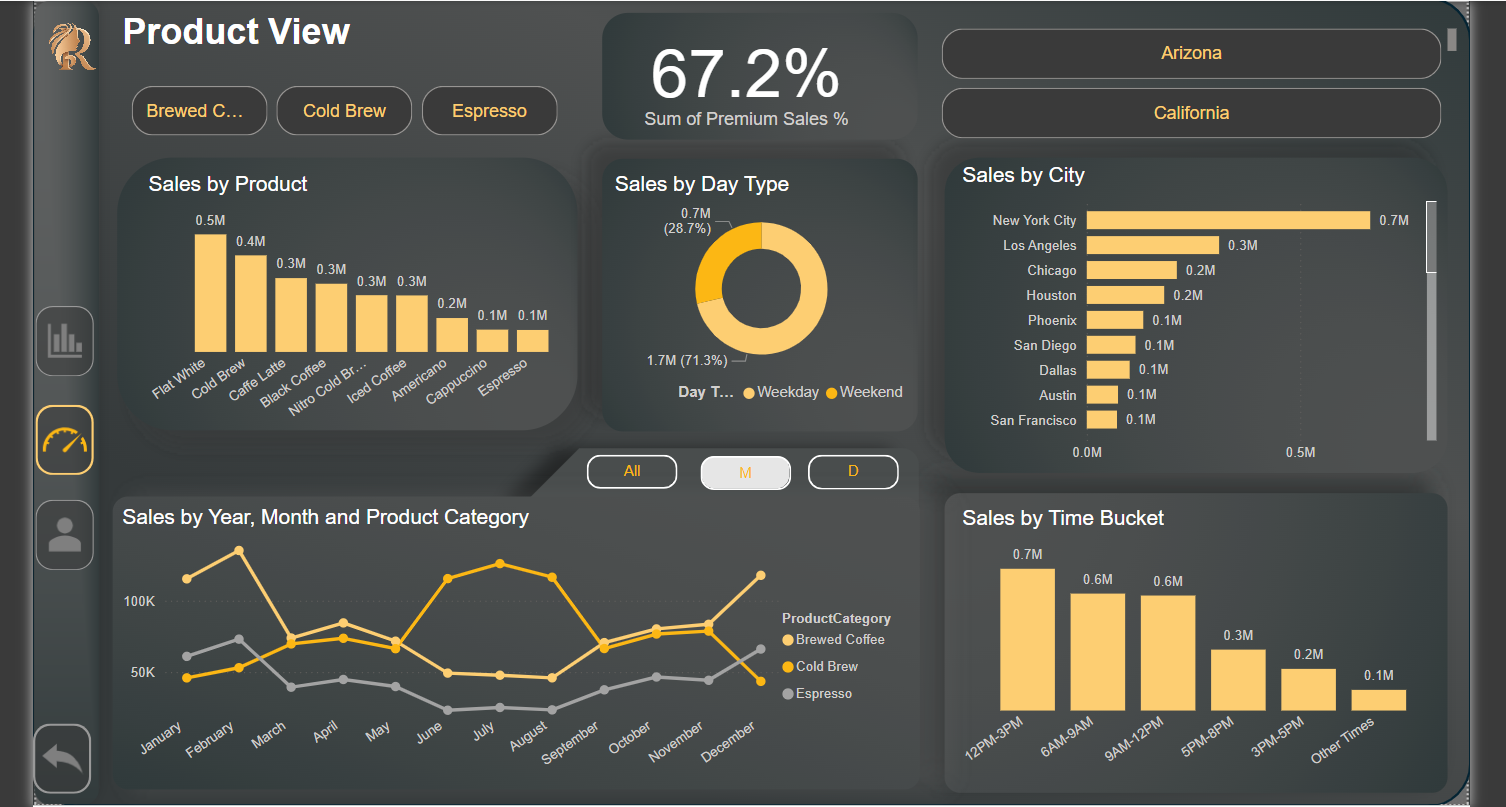 Product View
Brewed C...
Cold Brew
Espresso
67.2%
Sum of Premium Sales %
Arizona
California
Sales by Product
0.5M
0.4M
0.3M
0.3M
0.3M
0.3M
0.2M
0.1M
0.1M
Flat White
Cold Brew
Caffe Latte
Black Coffee
Nitro Cold Br...
Iced Coffee
Americano
Cappuccino
Espresso
Sales by Day Type
0.7M
(28.7%)
1.7M (71.3%)
Day T...
Weekday
Weekend
Sales by City
New York City 0.7M
Los Angeles 0.3M
Chicago 0.2M
Houston 0.2M
Phoenix 0.1M
San Diego 0.1M
Dallas 0.1M
Austin 0.1M
San Francisco 0.1M
0.0M 0.5M
All
M
D
Sales by Year, Month and Product Category
100K
50K
January
February
March
April
May
June
July
August
September
October
November
December
ProductCategory
Brewed Coffee
Cold Brew
Espresso
Sales by Time Bucket
0.7M
0.6M
0.6M
0.3M
0.2M
0.1M
12PM-3PM
6AM-9AM
9AM-12PM
5PM-8PM
3PM-5PM
Other Times